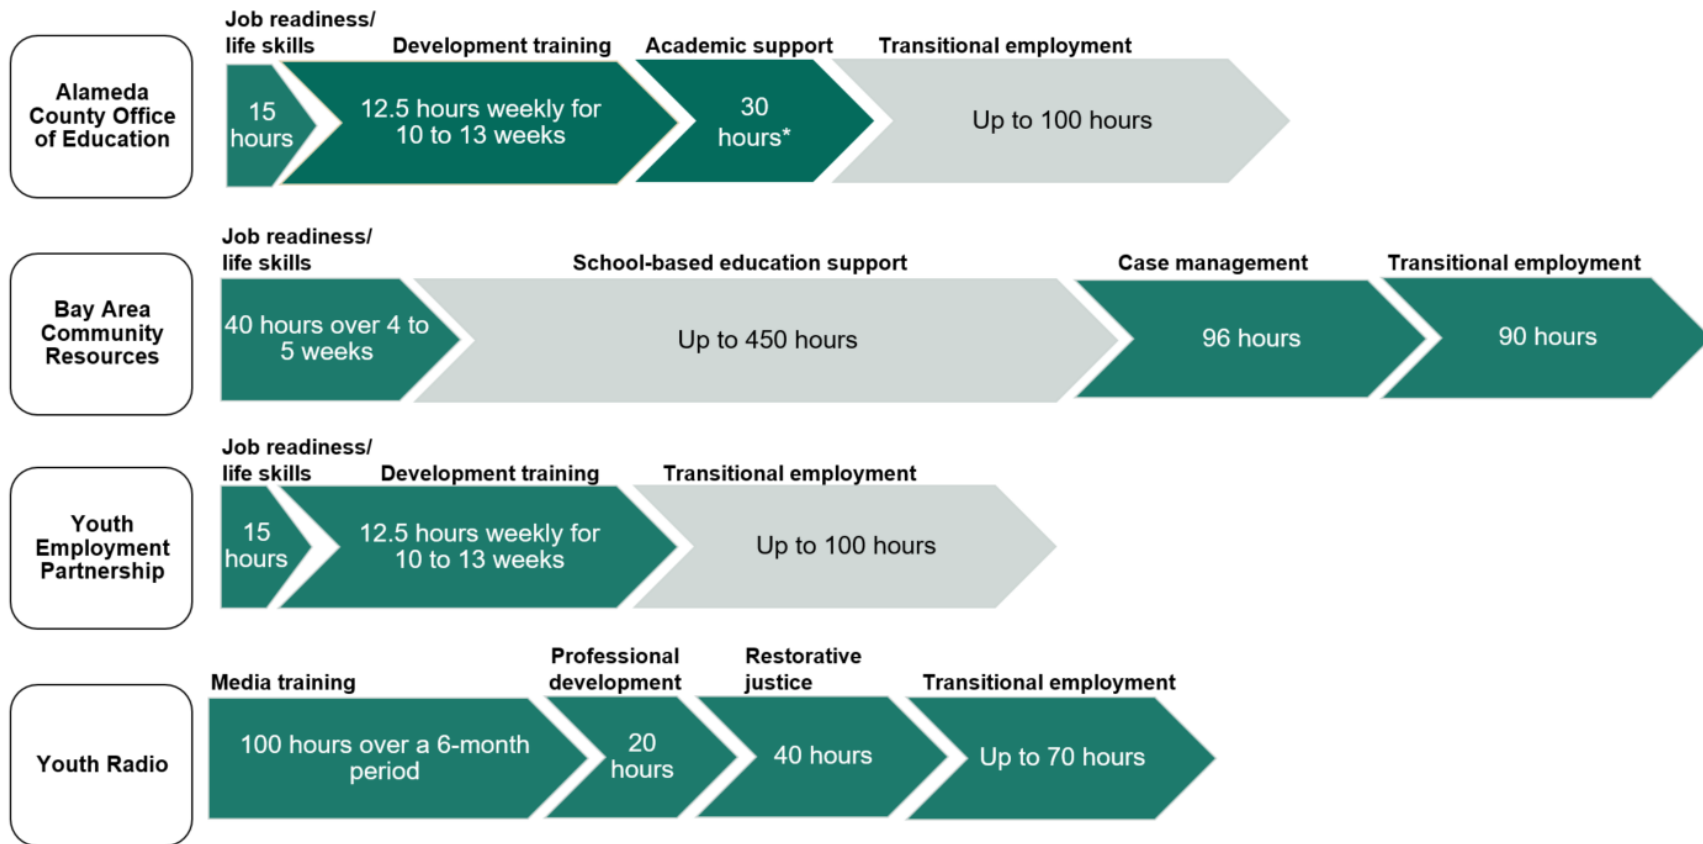 Alameda
County Office
of Education
Job readiness/
life skills
15
hours
Development training
12.5 hours weekly for
10 to 13 weeks
Academic support
30
hours*
Transitional employment
Up to 100 hours
Bay Area
Community
Resources
Job readiness/
life skills
40 hours over 4 to
5 weeks
School-based education support
Up to 450 hours
Case management
96 hours
Transitional employment
90 hours
Youth
Employment
Partnership
Job readiness/
life skills
15
hours
Development training
12.5 hours weekly for
10 to 13 weeks
Transitional employment
Up to 100 hours
Youth Radio
Media training
100 hours over a 6-month
period
Professional
development
20
hours
Restorative
justice
40 hours
Transitional employment
Up to 70 hours